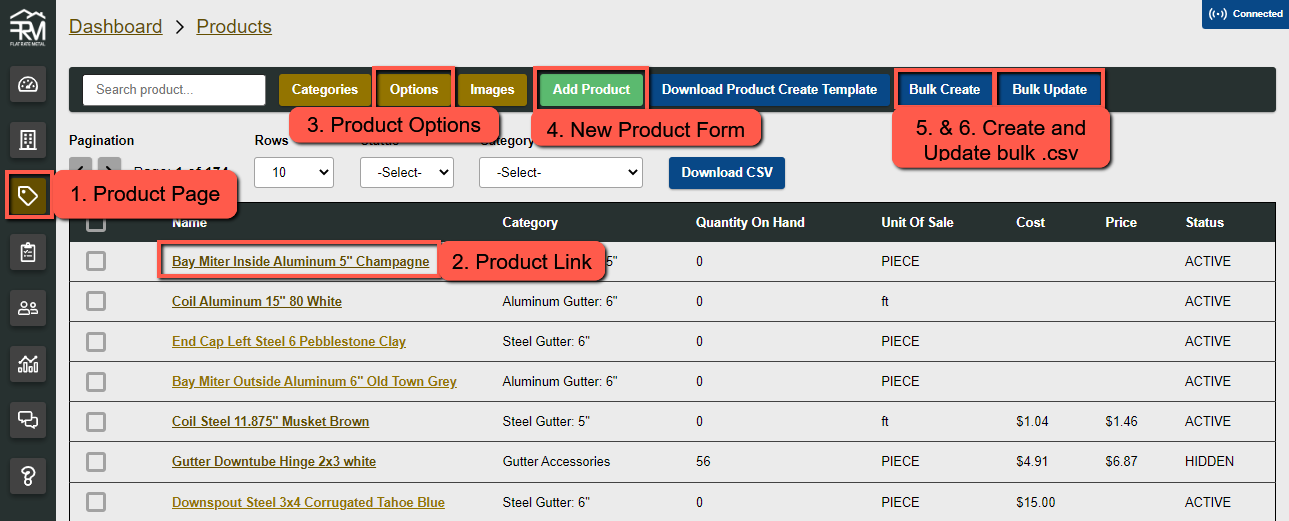 FRM
FLAT RATE METAL
Dashboard > Products
Connected
Search product...
Categories
Options
Images
Add Product
Download Product Create Template
Bulk Create
Bulk Update
3. Product Options
4. New Product Form
5. & 6. Create and
Update bulk .csv
Pagination
Rows
Status
Category
Page: 1 of 174
10
-Select-
-Select-
Download CSV
1. Product Page
Name Category Quantity On Hand Unit Of Sale Cost Price Status
Bay Miter Inside Aluminum 5" Champagne 5" 0 PIECE ACTIVE
2. Product Link
Coil Aluminum 15" 80 White Aluminum Gutter: 6" 0 ft ACTIVE
End Cap Left Steel 6 Pebblestone Clay Steel Gutter: 6" 0 PIECE ACTIVE
Bay Miter Outside Aluminum 6" Old Town Grey Aluminum Gutter: 6" 0 PIECE ACTIVE
Coil Steel 11.875" Musket Brown Steel Gutter: 5" 0 ft $1.04 $1.46 ACTIVE
Gutter Downtube Hinge 2x3 white Gutter Accessories 56 PIECE $4.91 $6.87 HIDDEN
Downspout Steel 3x4 Corrugated Tahoe Blue Steel Gutter: 6" 0 PIECE $15.00 ACTIVE